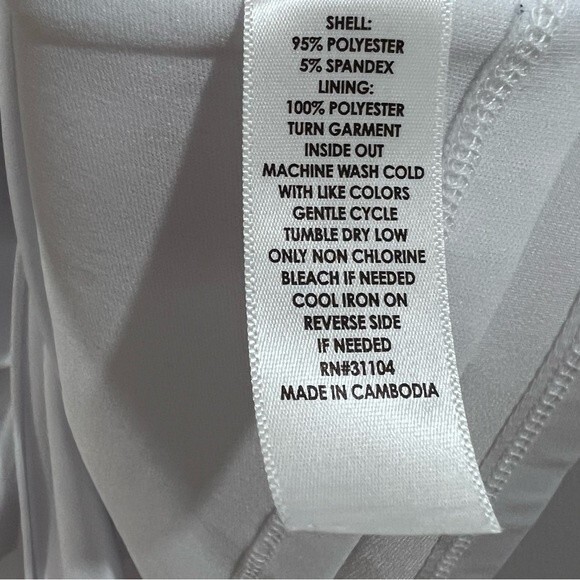 SHELL:
95% POLYESTER
5% SPANDEX
LINING:
100% POLYESTER
TURN GARMENT
INSIDE OUT
MACHINE WASH COLD
WITH LIKE COLORS
GENTLE CYCLE
TUMBLE DRY LOW
ONLY NON CHLORINE
BLEACH IF NEEDED
COOL IRON ON
REVERSE SIDE
IF NEEDED
RN#31104
MADE IN CAMBODIA